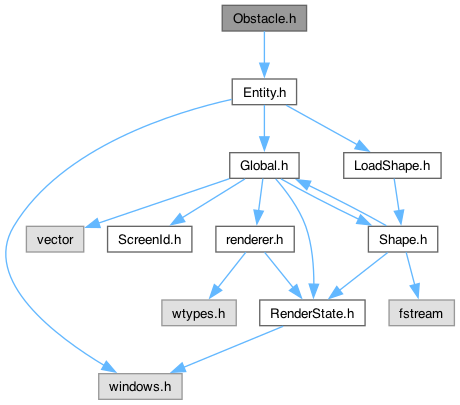 Obstacle.h
Entity.h
Global.h
LoadShape.h
vector
ScreenId.h
renderer.h
Shape.h
wtypes.h
RenderState.h
fstream
windows.h